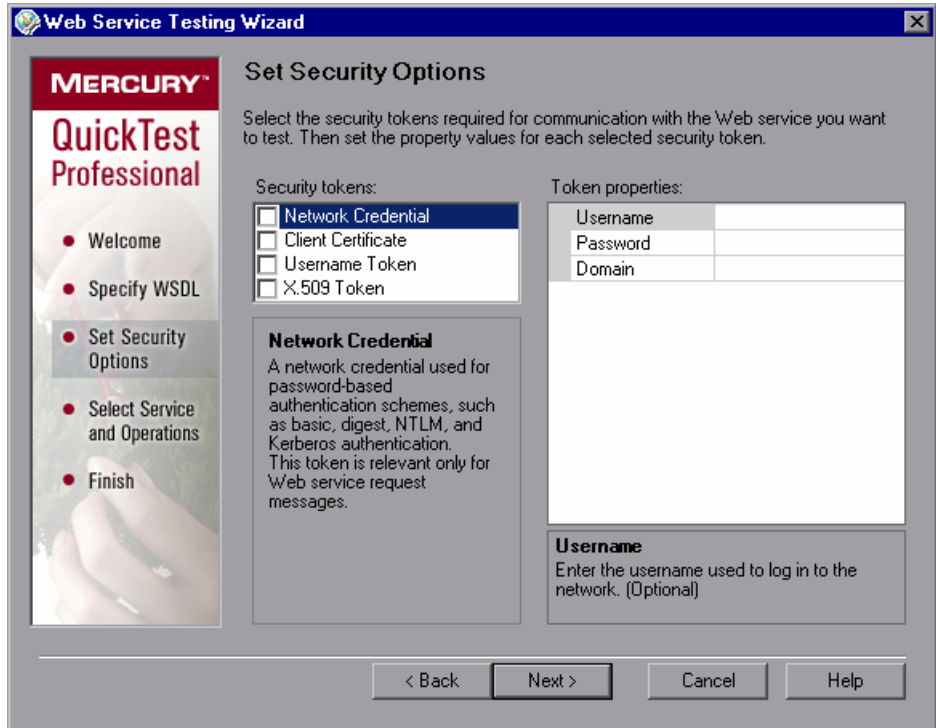 Web Service Testing Wizard
MERCURY™
QuickTest
Professional
Welcome
Specify WSDL
Set Security
Options
Select Service
and Operations
Finish
Set Security Options
Select the security tokens required for communication with the Web service you want
to test. Then set the property values for each selected security token.
Security tokens:
Network Credential
Client Certificate
Username Token
X.509 Token
Network Credential
A network credential used for
password-based
authentication schemes, such
as basic, digest, NTLM, and
Kerberos authentication.
This token is relevant only for
Web service request
messages.
Token properties:
Username
Password
Domain
Username
Enter the username used to log in to the
network. (Optional)
< Back
Next >
Cancel
Help